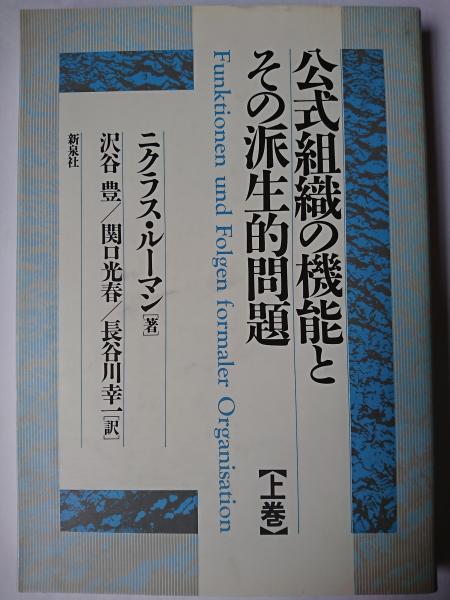 公式組織の機能と
その派生的問題
【上巻】
Funktionen und Folgen formaler Organisation
ニクラス・ルーマン[著]
沢谷 豊／関口光春／長谷川幸一[訳]
新泉社